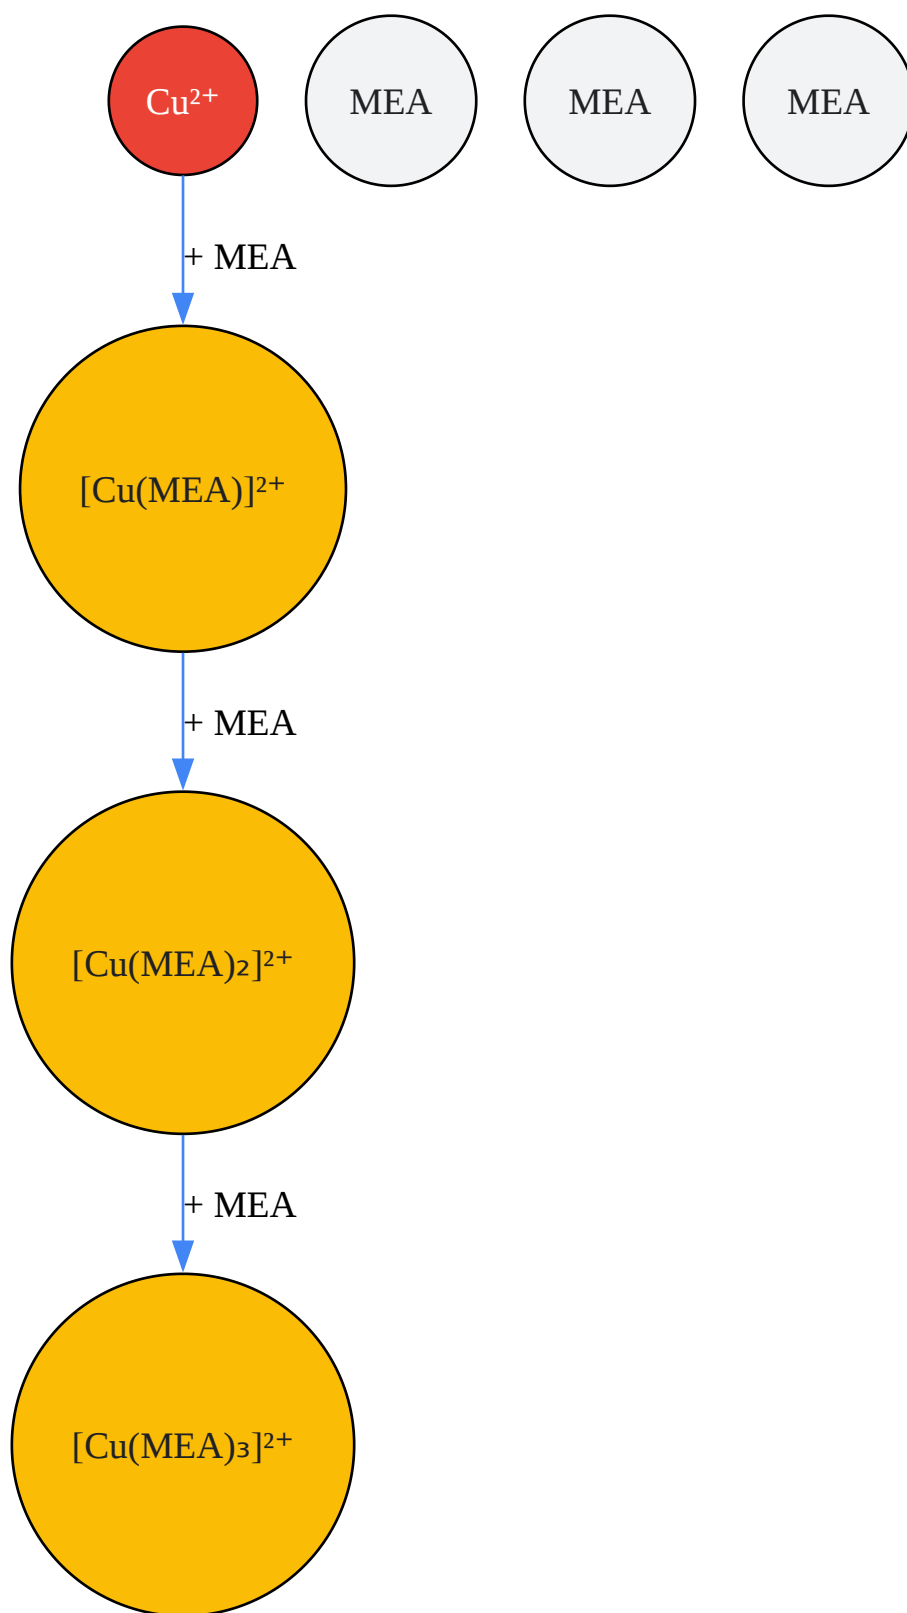 Cu²⁺ MEA MEA MEA
+ MEA
[Cu(MEA)]²⁺
+ MEA
[Cu(MEA)₂]²⁺
+ MEA
[Cu(MEA)₃]²⁺